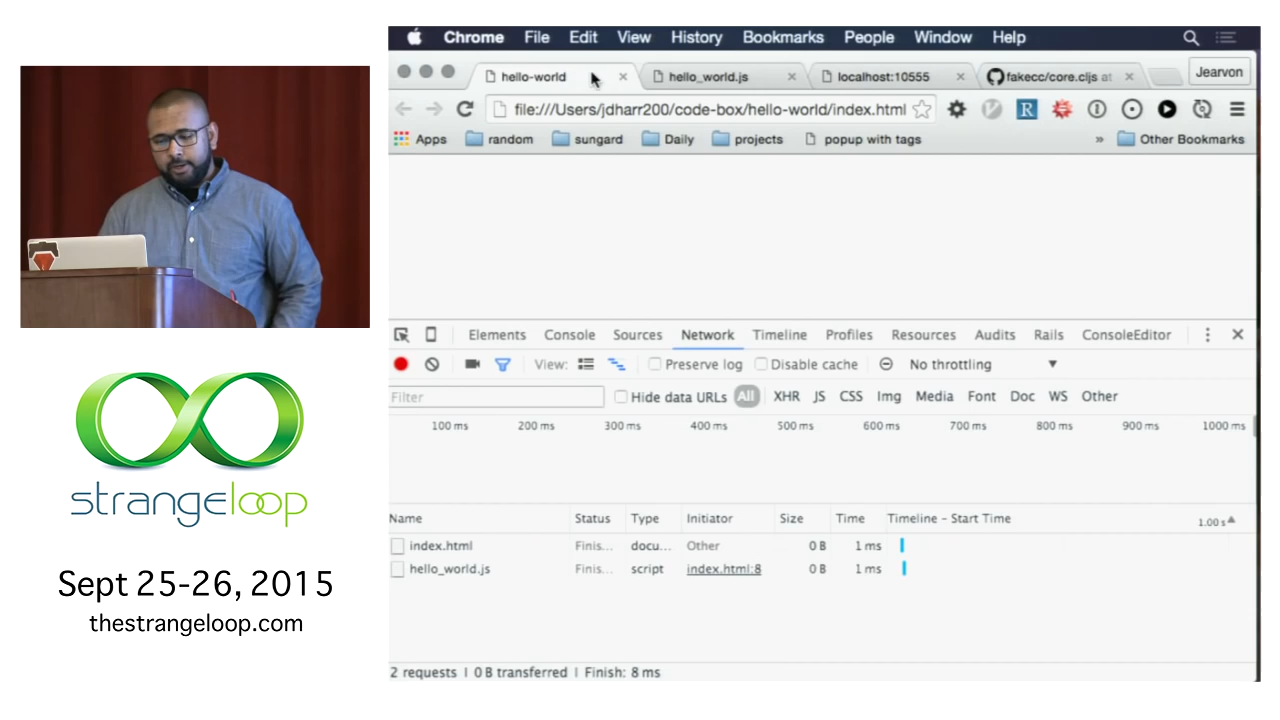 Chrome File Edit View History Bookmarks People Window Help
hello-world hello_world.js localhost:10555 fakecc/core.cljs at Jearvon
file:///Users/jdharr200/code-box/hello-world/index.html
Apps random sungard Daily projects popup with tags » Other Bookmarks
Elements Console Sources Network Timeline Profiles Resources Audits Rails ConsoleEditor
View: Preserve log Disable cache No throttling
Filter Hide data URLs All XHR JS CSS Img Media Font Doc WS Other
100 ms 200 ms 300 ms 400 ms 500 ms 600 ms 700 ms 800 ms 900 ms 1000 ms
Name Status Type Initiator Size Time Timeline – Start Time 1.00 s
index.html Finis... docu... Other 0 B 1 ms
hello_world.js Finis... script index.html:8 0 B 1 ms
2 requests | 0 B transferred | Finish: 8 ms
strangeloop
Sept 25-26, 2015
thestrangeloop.com